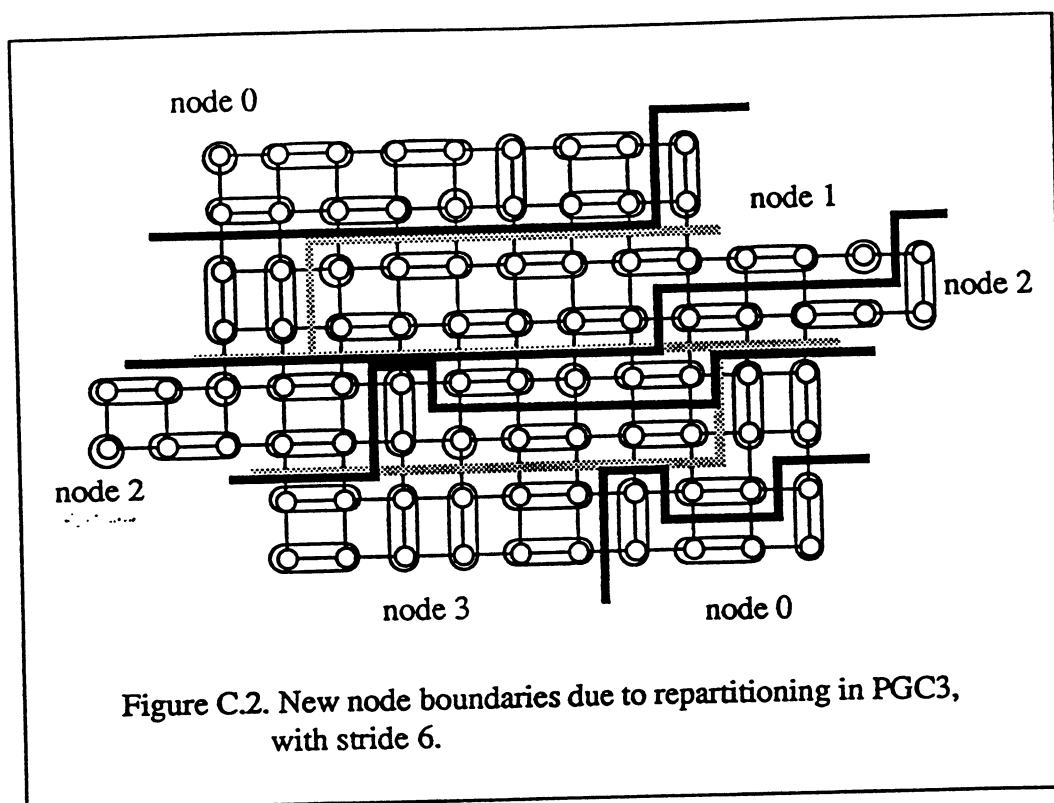 node 0
node 1
node 2
node 2
node 3
node 0
Figure C.2. New node boundaries due to repartitioning in PGC3,
with stride 6.